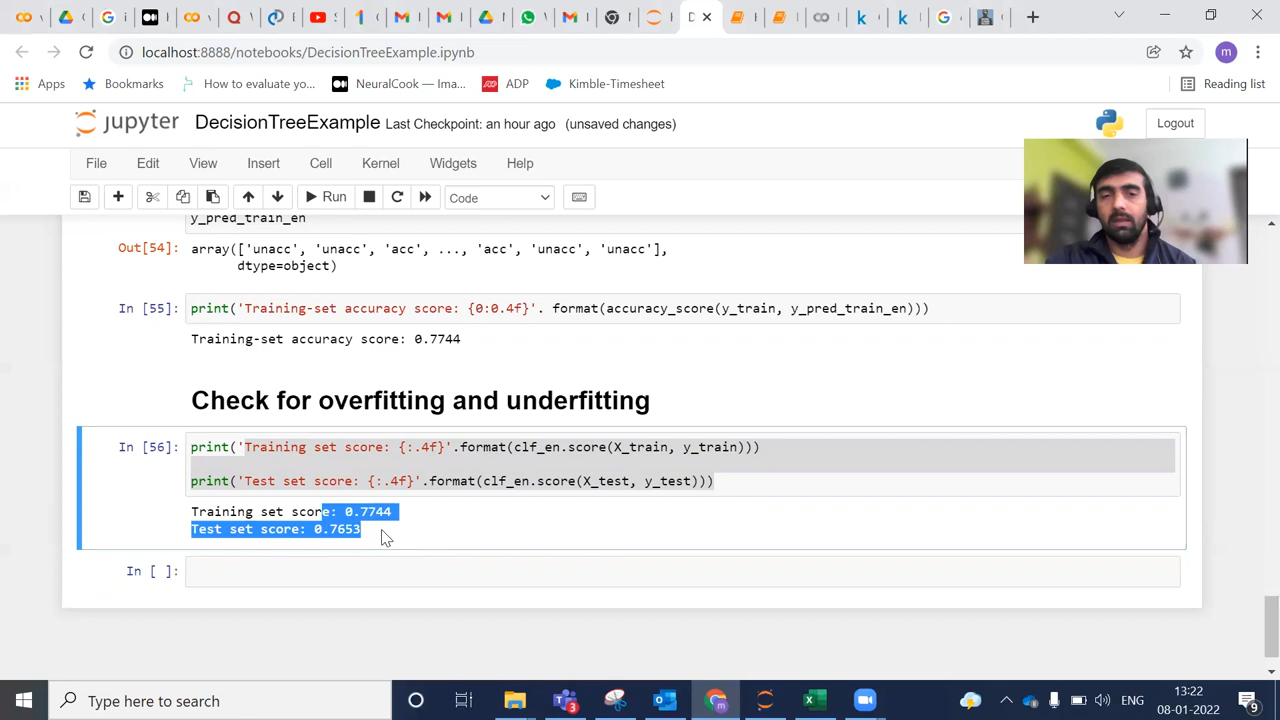 localhost:8888/notebooks/DecisionTreeExample.ipynb
m
Apps
Bookmarks
How to evaluate you...
NeuralCook — Ima...
ADP
Kimble-Timesheet
Reading list
jupyter
DecisionTreeExample Last Checkpoint: an hour ago (unsaved changes)
Logout
File Edit View Insert Cell Kernel Widgets Help
Run
Code
y_pred_train_en
Out[54]: array(['unacc', 'unacc', 'acc', ..., 'acc', 'unacc', 'unacc'],
dtype=object)
In [55]: print('Training-set accuracy score: {0:0.4f}'. format(accuracy_score(y_train, y_pred_train_en)))
Training-set accuracy score: 0.7744
Check for overfitting and underfitting
In [56]: print('Training set score: {:.4f}'.format(clf_en.score(X_train, y_train)))
print('Test set score: {:.4f}'.format(clf_en.score(X_test, y_test)))
Training set score: 0.7744
Test set score: 0.7653
In [ ]:
Type here to search
3
m
ENG
13:22
08-01-2022
9